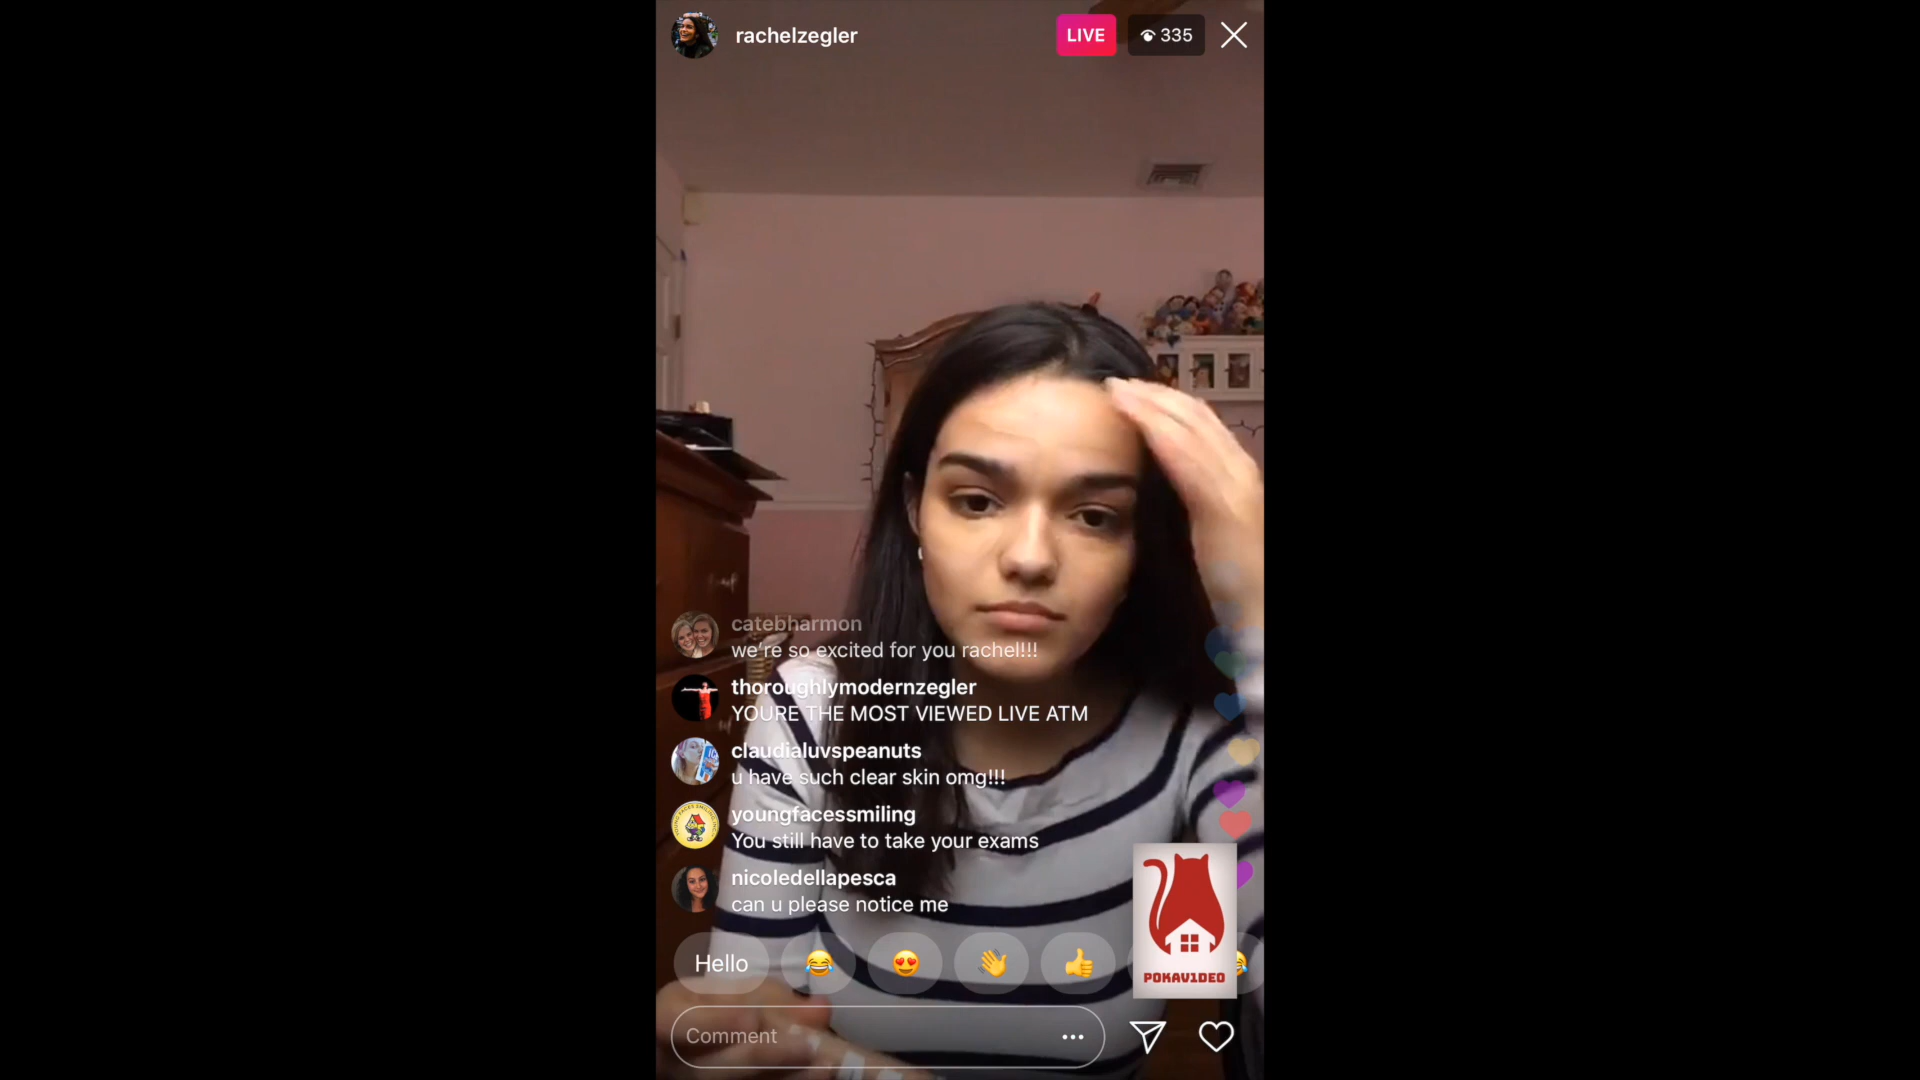 rachelzegler
LIVE
335
catebharmon
we're so excited for you rachel!!!
thoroughlymodernzegler
YOURE THE MOST VIEWED LIVE ATM
claudialuvspeanuts
u have such clear skin omg!!!
youngfacessmiling
You still have to take your exams
nicoledellapesca
can u please notice me
Hello
POKAV1DEO
Comment